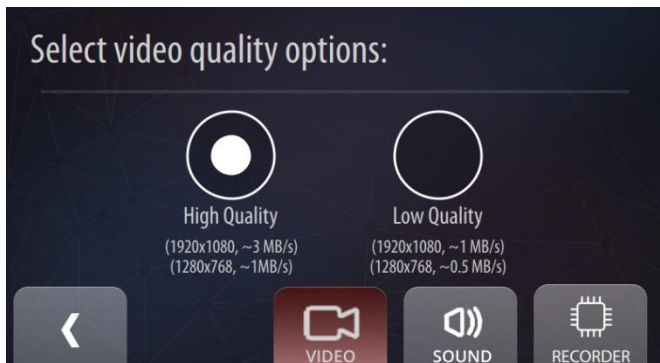 Select video quality options:
High Quality
(1920x1080, ~3 MB/s)
(1280x768, ~1MB/s)
Low Quality
(1920x1080, ~1 MB/s)
(1280x768, ~0.5 MB/s)
VIDEO
SOUND
RECORDER